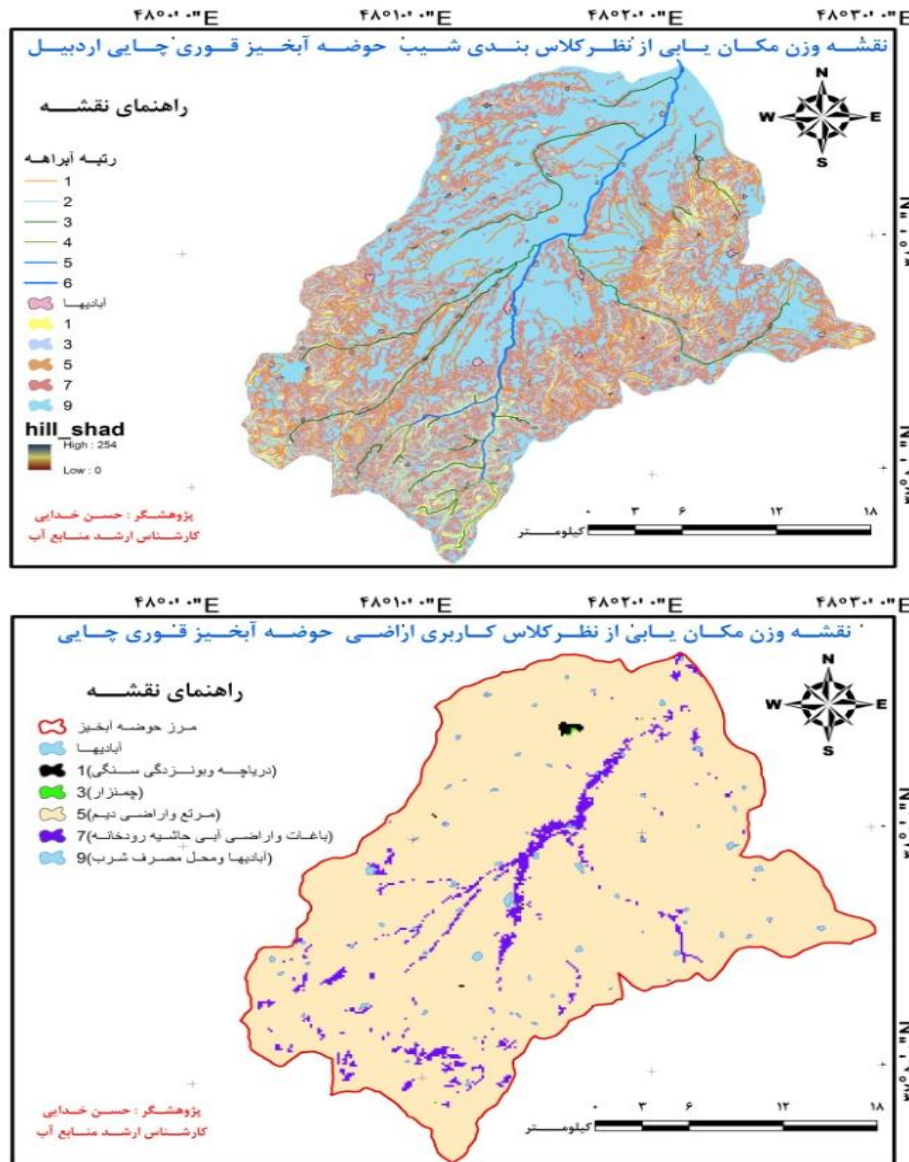 ۴۸°۰'۰"E ۴۸°۱۰'۰"E ۴۸°۲۰'۰"E ۴۸°۳۰'۰"E
نقشه وزن مکان یابی از نظر کلاس بندی شیب حوضه آبخیز قوری چایی اردبیل
راهنمای نقشه
N
W E
S
رتبه آبراهه
1
2
3
4
5
6
آبادیها
1
3
5
7
9
hill_shad
High : 254
Low : 0
پژوهشگر : حسن خدایی
کارشناس ارشد منابع آب
۰ ۳ ۶ ۱۲ ۱۸
کیلومتر
۴۸°۰'۰"E ۴۸°۱۰'۰"E ۴۸°۲۰'۰"E ۴۸°۳۰'۰"E
نقشه وزن مکان یابی از نظر کلاس کاربری اراضی حوضه آبخیز قوری چایی
راهنمای نقشه
N
W E
S
مرز حوضه آبخیز
آبادیها
1(دریاچه وبونزدگی سنگی)
3(چمنزار)
5(مرتع واراضی دیم)
7(باغات واراضی آبی حاشیه رودخانه)
9(آبادیها ومحل مصرف شرب)
پژوهشگر : حسن خدایی
کارشناس ارشد منابع آب
۰ ۳ ۶ ۱۲ ۱۸
کیلومتر